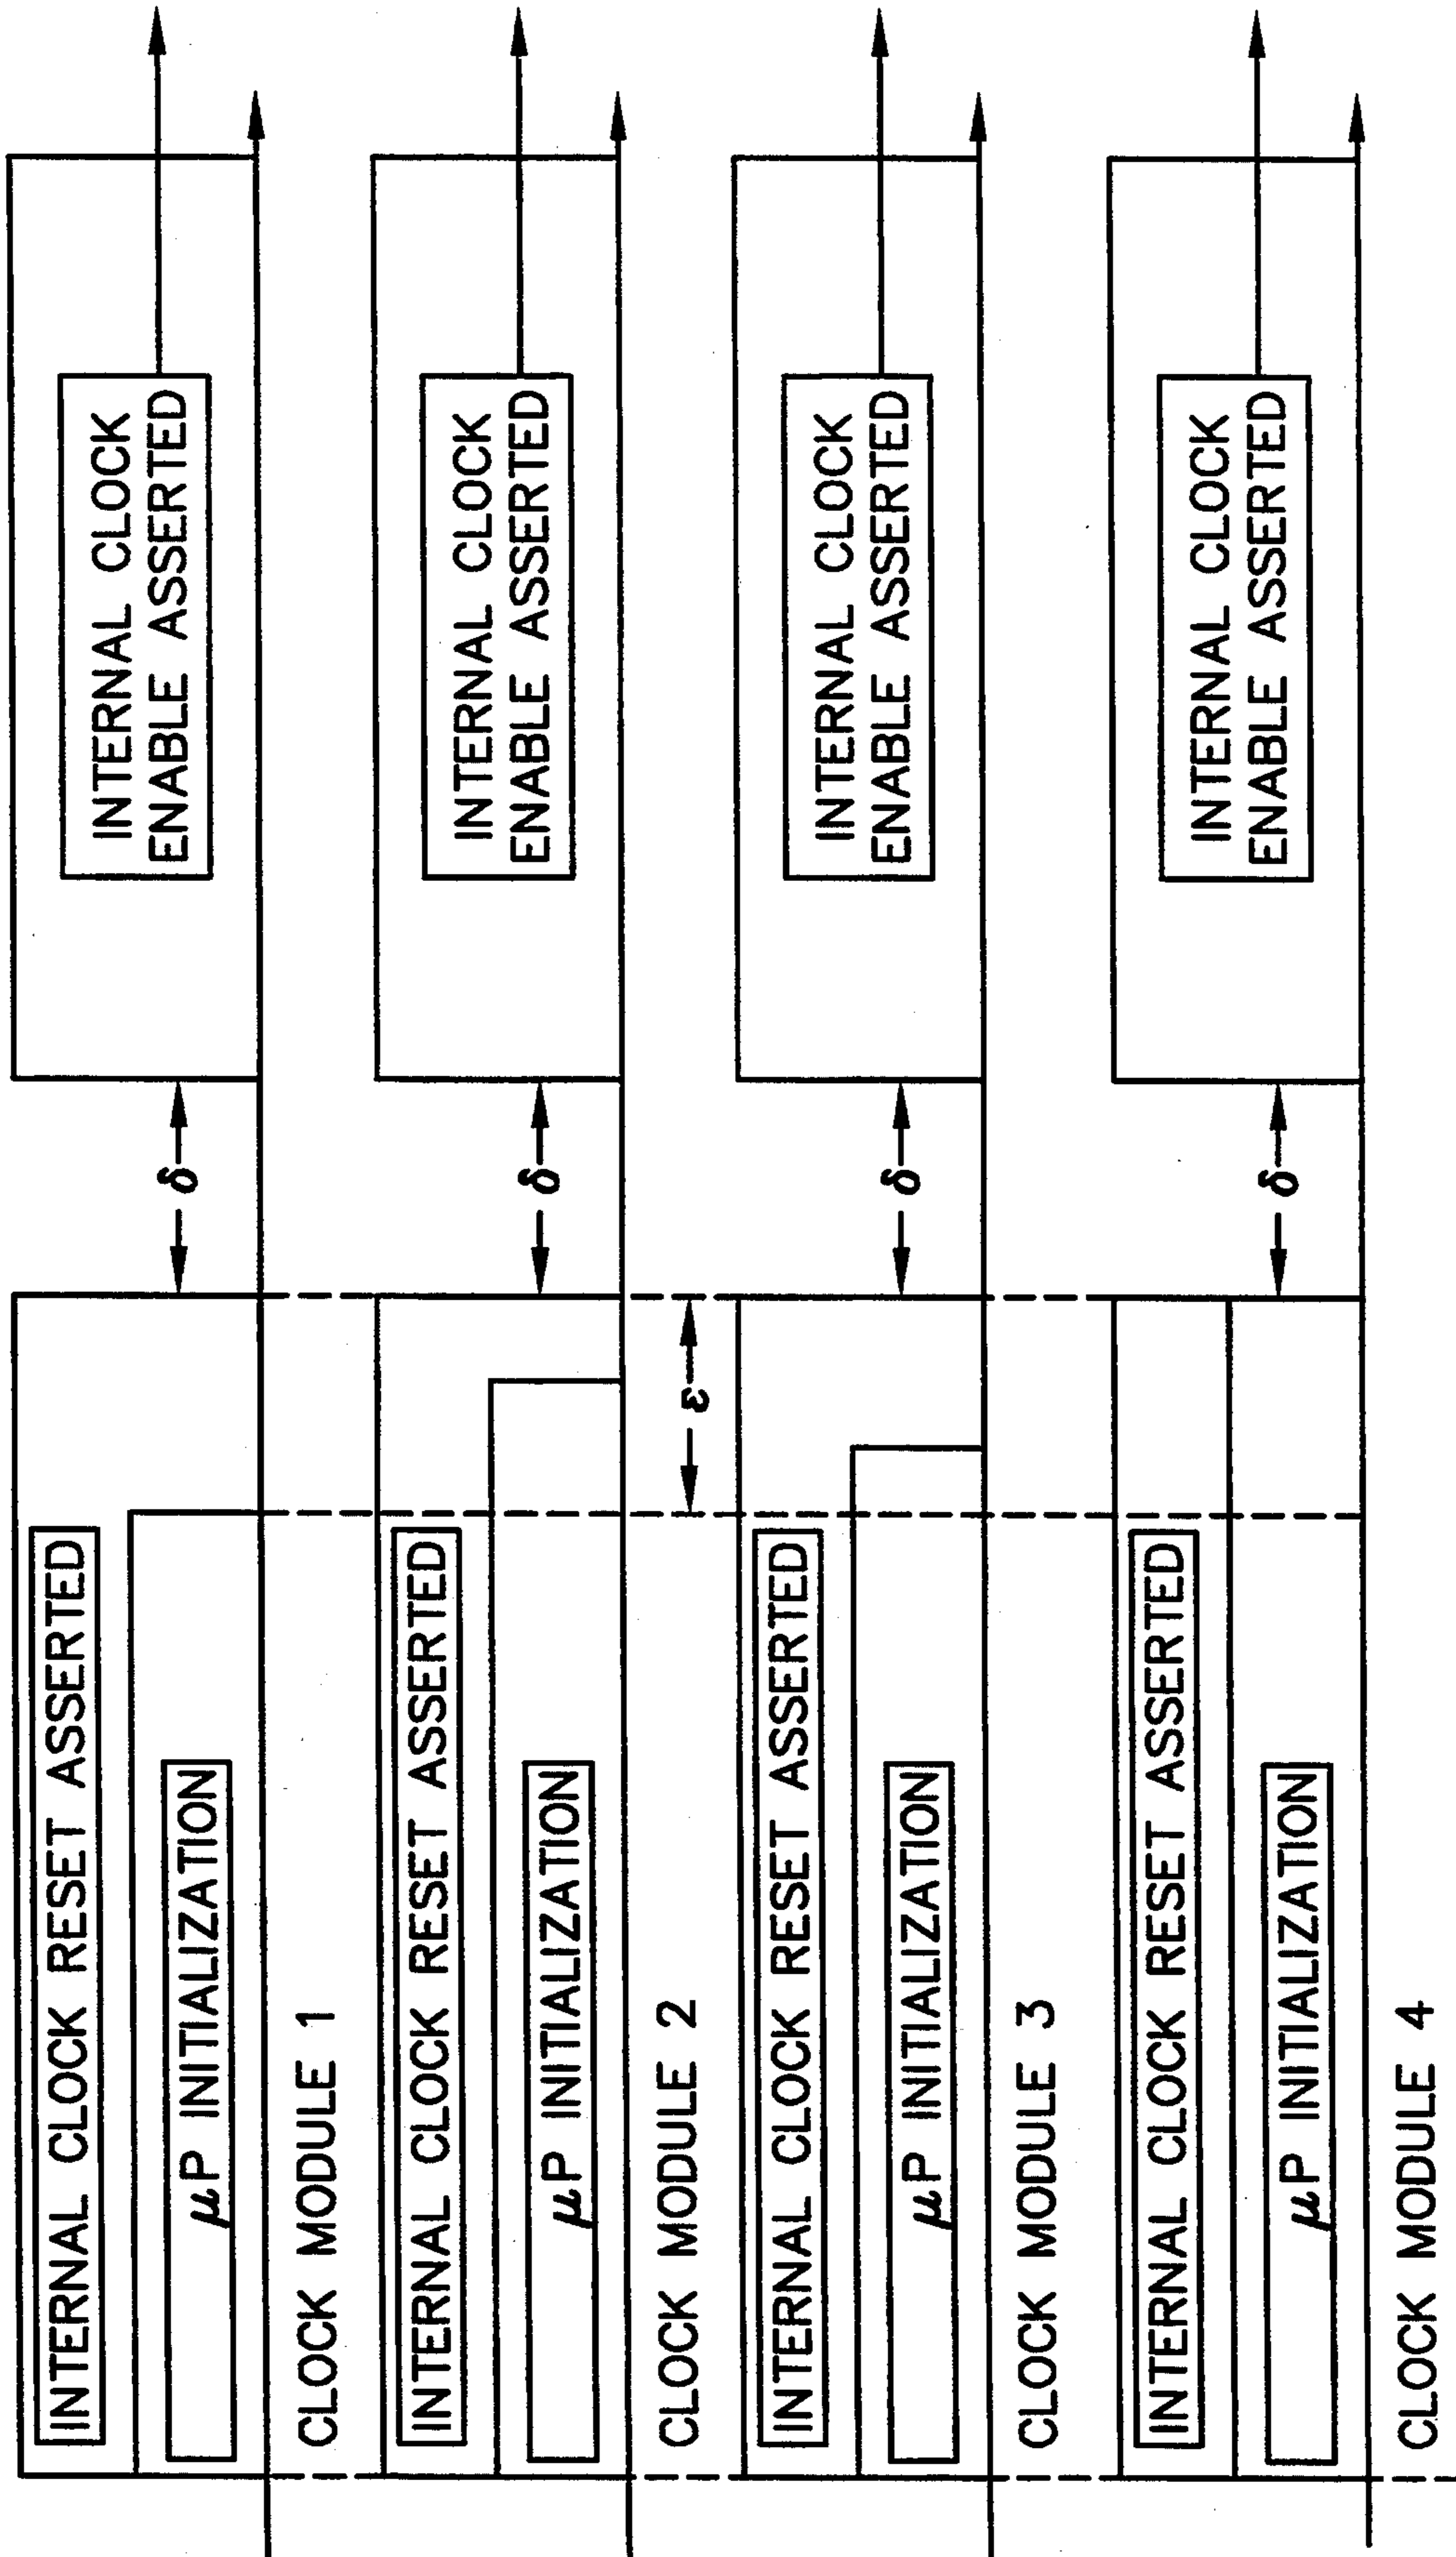 INTERNAL CLOCK RESET ASSERTED
μP INITIALIZATION
δ
INTERNAL CLOCK
ENABLE ASSERTED
CLOCK MODULE 1
INTERNAL CLOCK RESET ASSERTED
μP INITIALIZATION
δ
INTERNAL CLOCK
ENABLE ASSERTED
CLOCK MODULE 2
ε
INTERNAL CLOCK RESET ASSERTED
μP INITIALIZATION
δ
INTERNAL CLOCK
ENABLE ASSERTED
CLOCK MODULE 3
INTERNAL CLOCK RESET ASSERTED
μP INITIALIZATION
δ
INTERNAL CLOCK
ENABLE ASSERTED
CLOCK MODULE 4